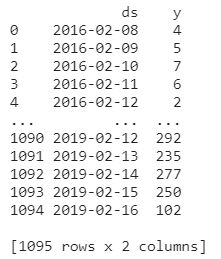 ds y
0 2016-02-08 4
1 2016-02-09 5
2 2016-02-10 7
3 2016-02-11 6
4 2016-02-12 2
... ... ...
1090 2019-02-12 292
1091 2019-02-13 235
1092 2019-02-14 277
1093 2019-02-15 250
1094 2019-02-16 102
[1095 rows x 2 columns]